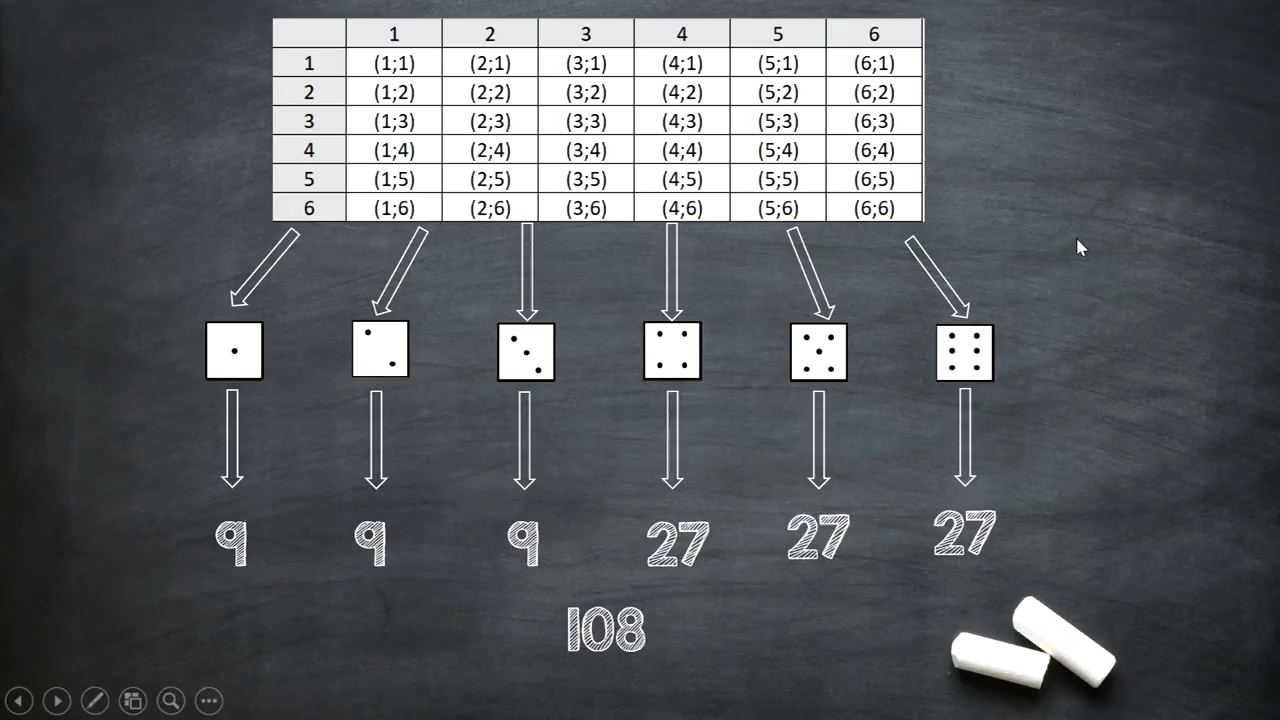 1 2 3 4 5 6
1 (1;1) (2;1) (3;1) (4;1) (5;1) (6;1)
2 (1;2) (2;2) (3;2) (4;2) (5;2) (6;2)
3 (1;3) (2;3) (3;3) (4;3) (5;3) (6;3)
4 (1;4) (2;4) (3;4) (4;4) (5;4) (6;4)
5 (1;5) (2;5) (3;5) (4;5) (5;5) (6;5)
6 (1;6) (2;6) (3;6) (4;6) (5;6) (6;6)
9 9 9 27 27 27
108